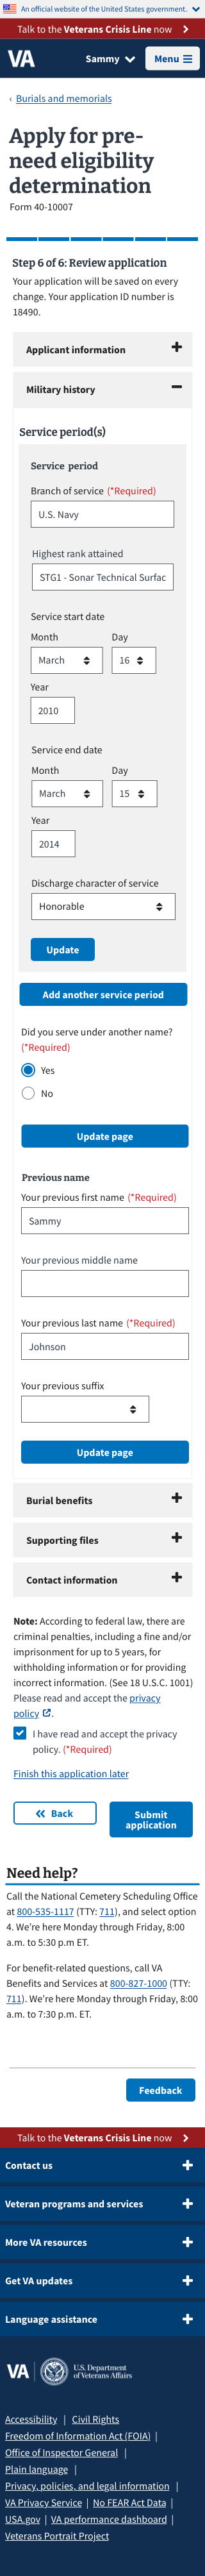 An official website of the United States government.
Talk to the Veterans Crisis Line now
VA
Sammy
Menu
‹ Burials and memorials
Apply for pre-
need eligibility
determination
Form 40-10007
Step 6 of 6: Review application
Your application will be saved on every
change. Your application ID number is
18490.
Applicant information
Military history
Service period(s)
Service period
Branch of service (*Required)
U.S. Navy
Highest rank attained
STG1 - Sonar Technical Surfac
Service start date
Month Day
March 16
Year
2010
Service end date
Month Day
March 15
Year
2014
Discharge character of service
Honorable
Update
Add another service period
Did you serve under another name?
(*Required)
Yes
No
Update page
Previous name
Your previous first name (*Required)
Sammy
Your previous middle name
Your previous last name (*Required)
Johnson
Your previous suffix
Update page
Burial benefits
Supporting files
Contact information
Note: According to federal law, there are
criminal penalties, including a fine and/or
imprisonment for up to 5 years, for
withholding information or for providing
incorrect information. (See 18 U.S.C. 1001)
Please read and accept the privacy
policy.
I have read and accept the privacy
policy. (*Required)
Finish this application later
« Back
Submit
application
Need help?
Call the National Cemetery Scheduling Office
at 800-535-1117 (TTY: 711), and select option
4. We're here Monday through Friday, 8:00
a.m. to 5:30 p.m ET.
For benefit-related questions, call VA
Benefits and Services at 800-827-1000 (TTY:
711). We're here Monday through Friday, 8:00
a.m. to 7:30 p.m. ET.
Feedback
Talk to the Veterans Crisis Line now
Contact us
Veteran programs and services
More VA resources
Get VA updates
Language assistance
VA U.S. Department
of Veterans Affairs
Accessibility | Civil Rights
Freedom of Information Act (FOIA) |
Office of Inspector General |
Plain language |
Privacy, policies, and legal information |
VA Privacy Service | No FEAR Act Data |
USA.gov | VA performance dashboard |
Veterans Portrait Project